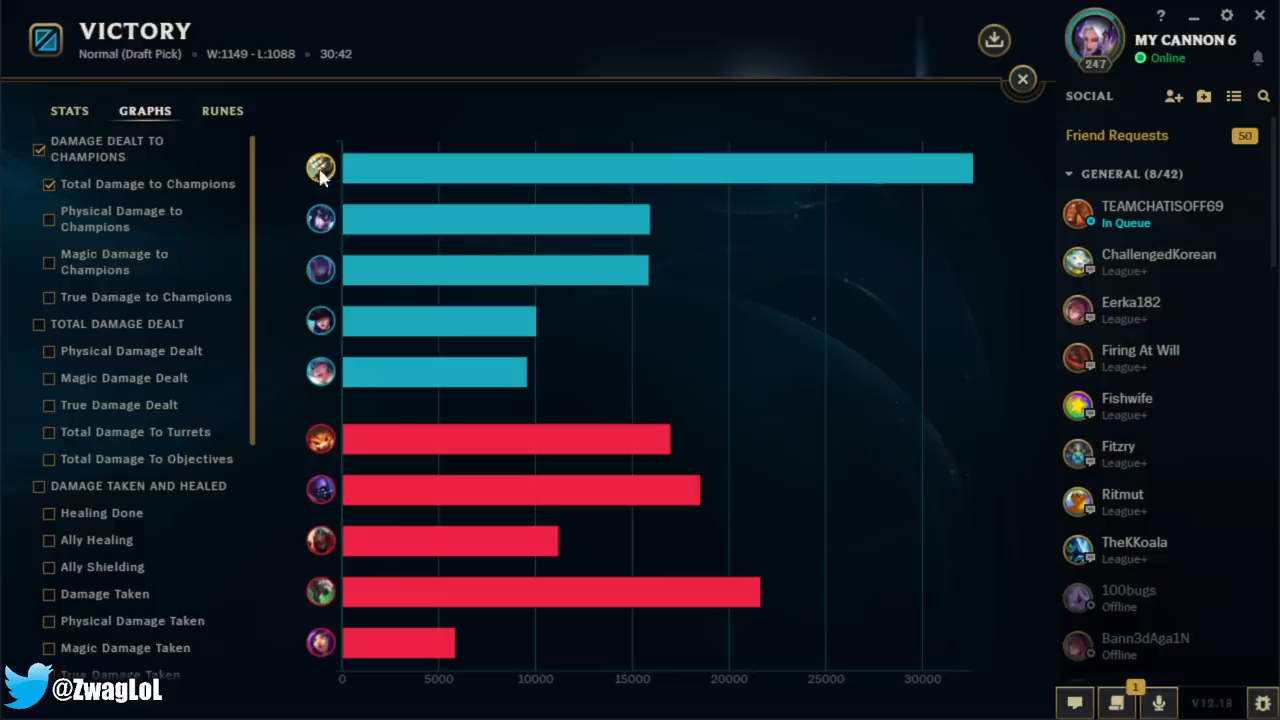 VICTORY
Normal (Draft Pick) • W:1149 - L:1088 • 30:42
STATS GRAPHS RUNES
DAMAGE DEALT TO
CHAMPIONS
Total Damage to Champions
Physical Damage to
Champions
Magic Damage to
Champions
True Damage to Champions
TOTAL DAMAGE DEALT
Physical Damage Dealt
Magic Damage Dealt
True Damage Dealt
Total Damage To Turrets
Total Damage To Objectives
DAMAGE TAKEN AND HEALED
Healing Done
Ally Healing
Ally Shielding
Damage Taken
Physical Damage Taken
Magic Damage Taken
True Damage Taken
@ZwagLoL
0 5000 10000 15000 20000 25000 30000
?
MY CANNON 6
Online
247
SOCIAL
Friend Requests 50
GENERAL (8/42)
TEAMCHATISOFF69
In Queue
ChallengedKorean
League+
Eerka182
League+
Firing At Will
League+
Fishwife
League+
Fitzry
League+
Ritmut
League+
TheKKoala
League+
100bugs
Offline
Bann3dAga1N
Offline
1
V12.18